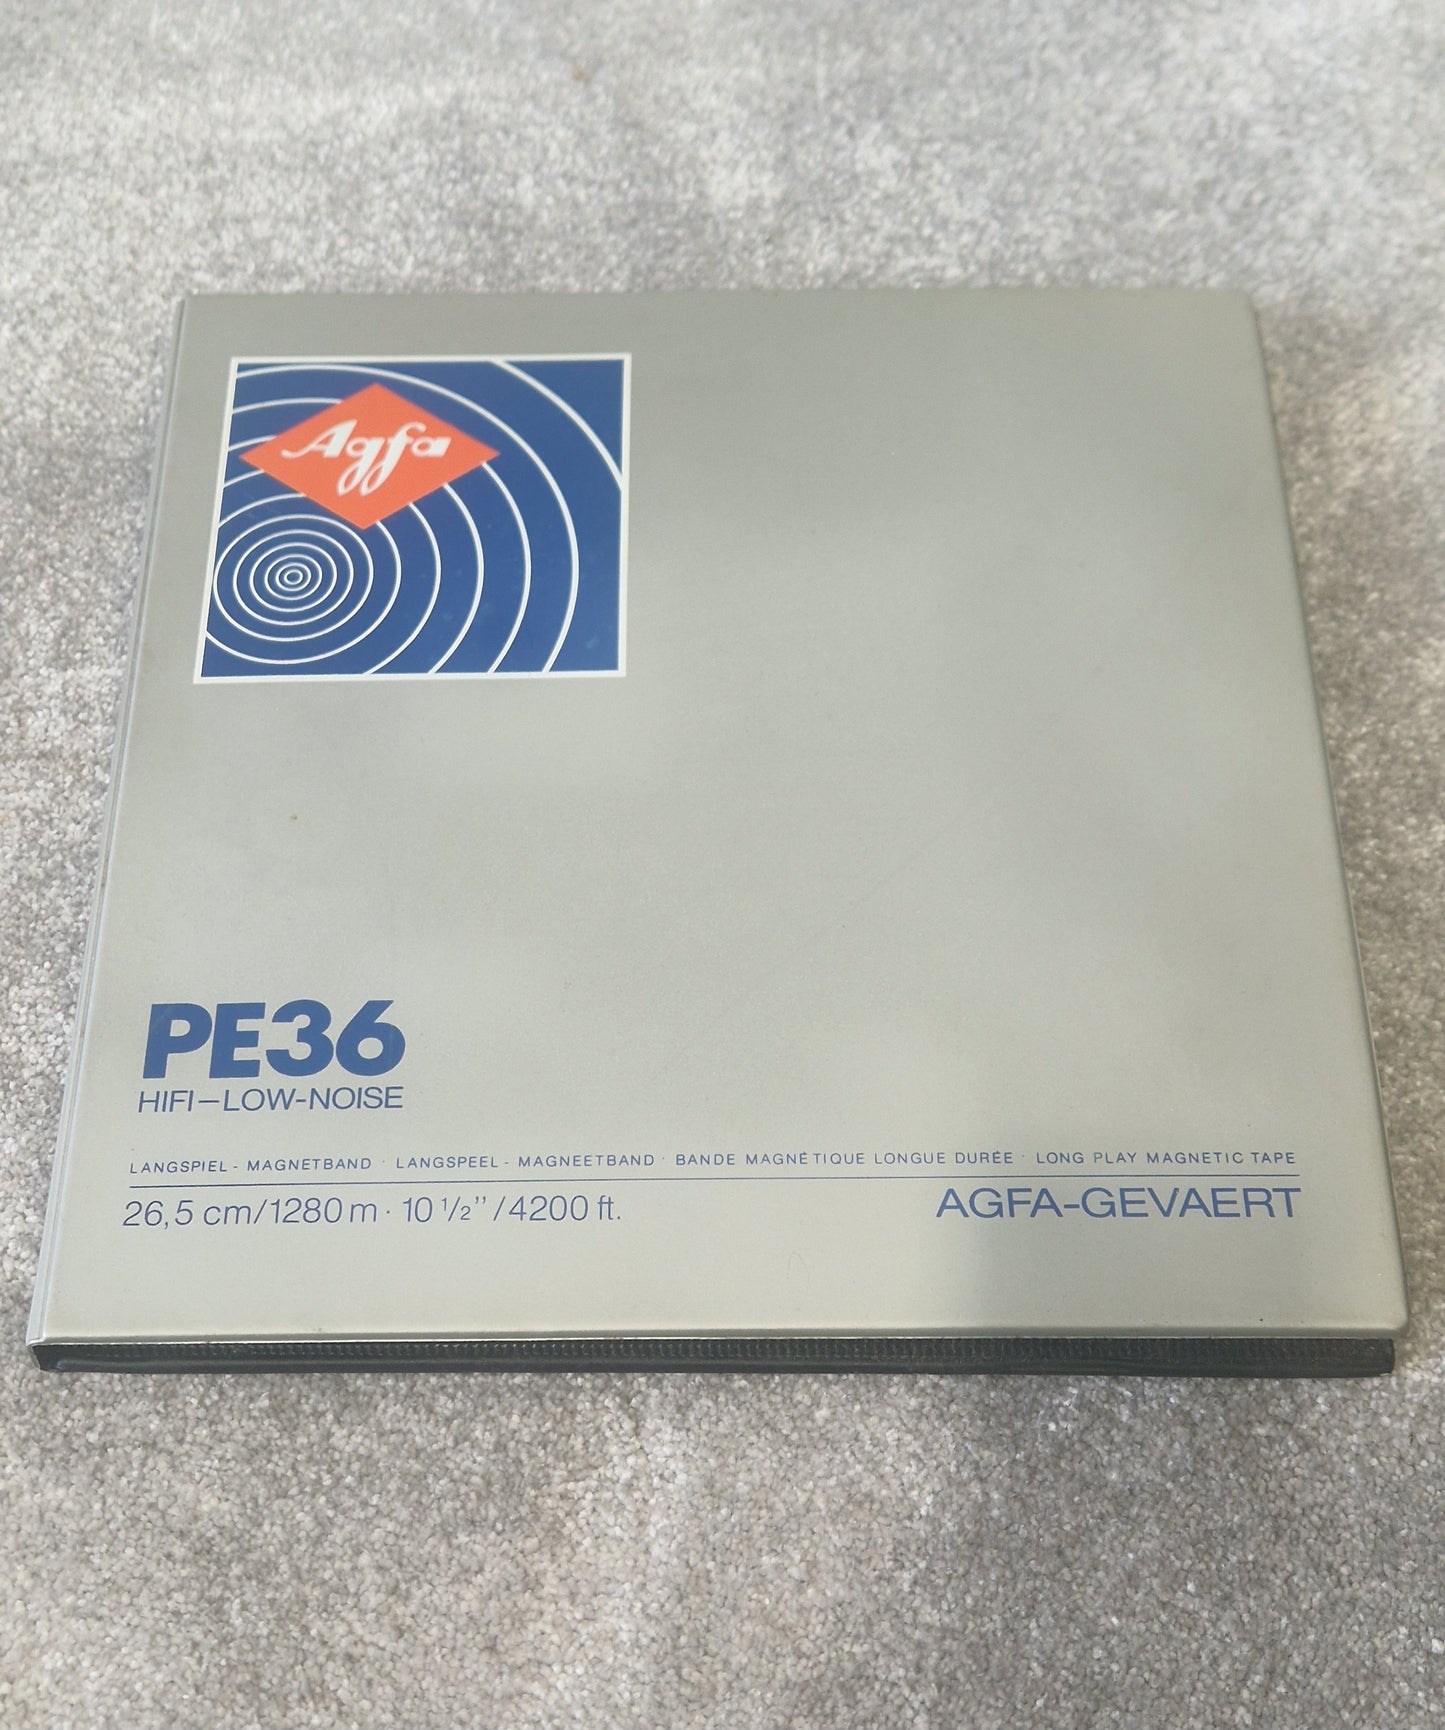 Agfa
PE36
HIFI–LOW-NOISE
LANGSPIEL - MAGNETBAND · LANGSPEEL - MAGNEETBAND · BANDE MAGNÉTIQUE LONGUE DURÉE · LONG PLAY MAGNETIC TAPE
26,5 cm/1280 m · 10 1/2" / 4200 ft.
AGFA-GEVAERT